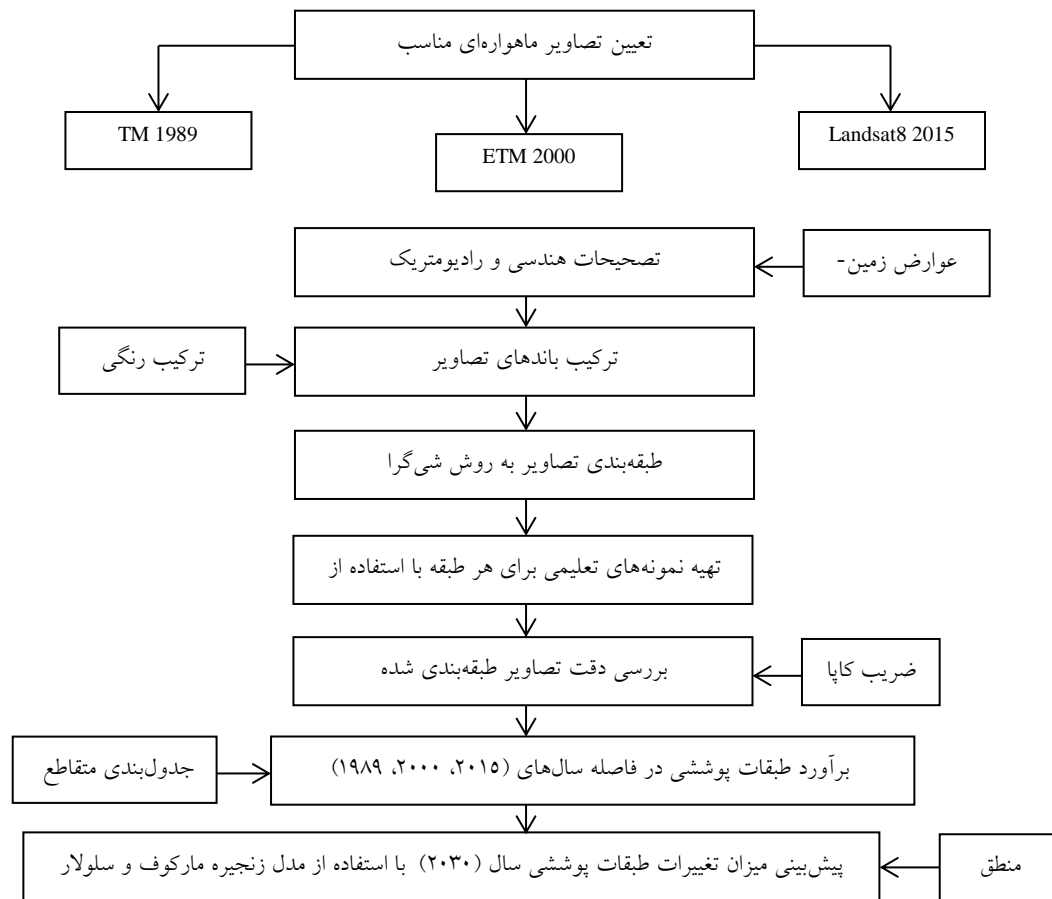 تعیین تصاویر ماهواره‌ای مناسب
TM 1989
ETM 2000
Landsat8 2015
تصحیحات هندسی و رادیومتریک
عوارض زمین-
ترکیب باندهای تصاویر
ترکیب رنگی
طبقه‌بندی تصاویر به روش شی‌گرا
تهیه نمونه‌های تعلیمی برای هر طبقه با استفاده از
بررسی دقت تصاویر طبقه‌بندی شده
ضریب کاپا
برآورد طبقات پوششی در فاصله سال‌های (۲۰۱۵، ۲۰۰۰، ۱۹۸۹)
جدول‌بندی متقاطع
پیش‌بینی میزان تغییرات طبقات پوششی سال (۲۰۳۰) با استفاده از مدل زنجیره مارکوف و سلولار
منطق